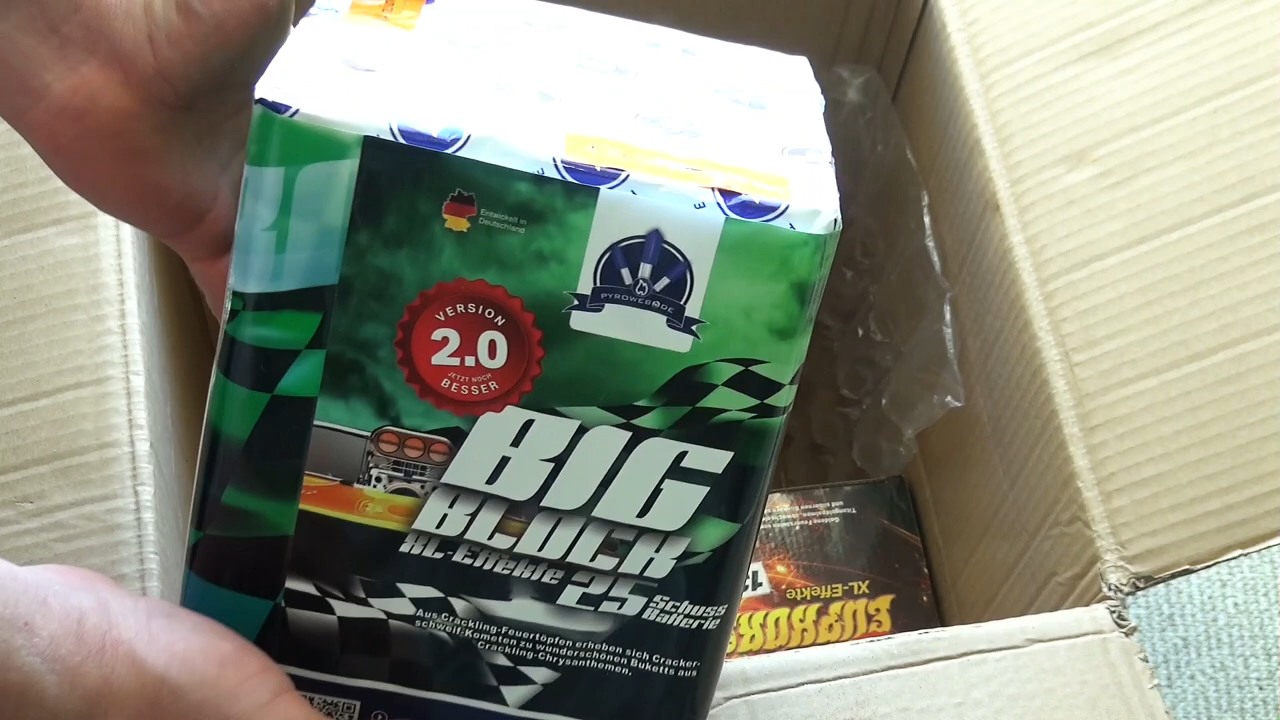 Entwickelt in
Deutschland
PYROWEB.DE
VERSION
2.0
JETZT NOCH
BESSER
BIG
BLOCK
XL-Effekte 25 Schuss
Batterie
Aus Crackling-Feuertöpfen erheben sich Cracker-
schweif-Kometen zu wunderschönen Buketts aus
Crackling-Chrysanthemen.
XL-Effekte